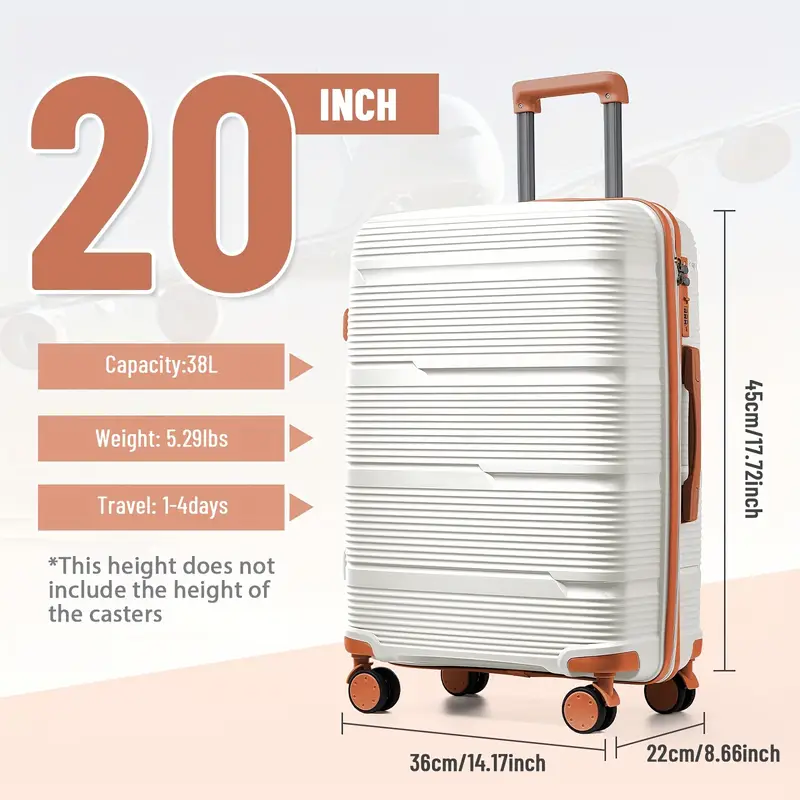 20
INCH
Capacity:38L
Weight: 5.29lbs
Travel: 1-4days
*This height does not
include the height of
the casters
45cm/17.72inch
36cm/14.17inch
22cm/8.66inch